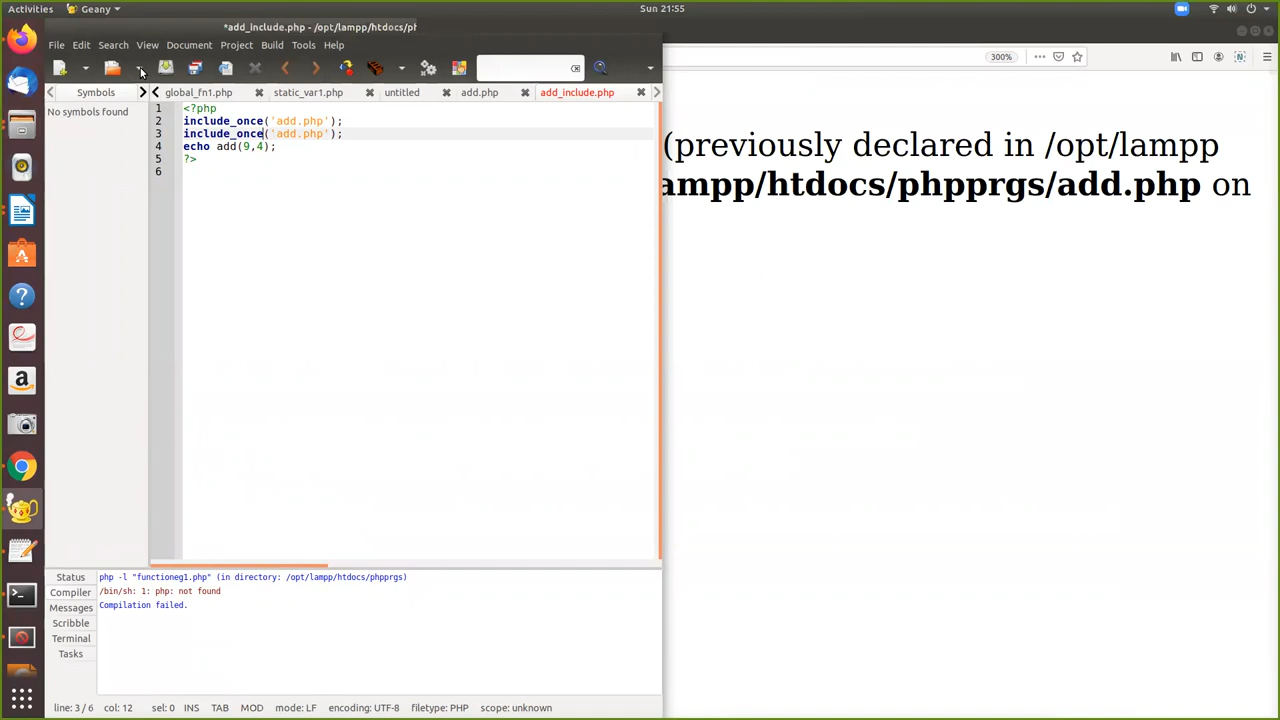 Activities
Geany
Sun 21:55
*add_include.php - /opt/lampp/htdocs/ph
File Edit Search View Document Project Build Tools Help
300%
Symbols
global_fn1.php
static_var1.php
untitled
add.php
add_include.php
No symbols found
1 <?php
2 include_once('add.php');
3 include_once('add.php');
4 echo add(9,4);
5 ?>
6
(previously declared in /opt/lampp
ampp/htdocs/phpprgs/add.php on
Status
Compiler
Messages
Scribble
Terminal
Tasks
php -l "functioneg1.php" (in directory: /opt/lampp/htdocs/phpprgs)
/bin/sh: 1: php: not found
Compilation failed.
line: 3 / 6 col: 12 sel: 0 INS TAB MOD mode: LF encoding: UTF-8 filetype: PHP scope: unknown